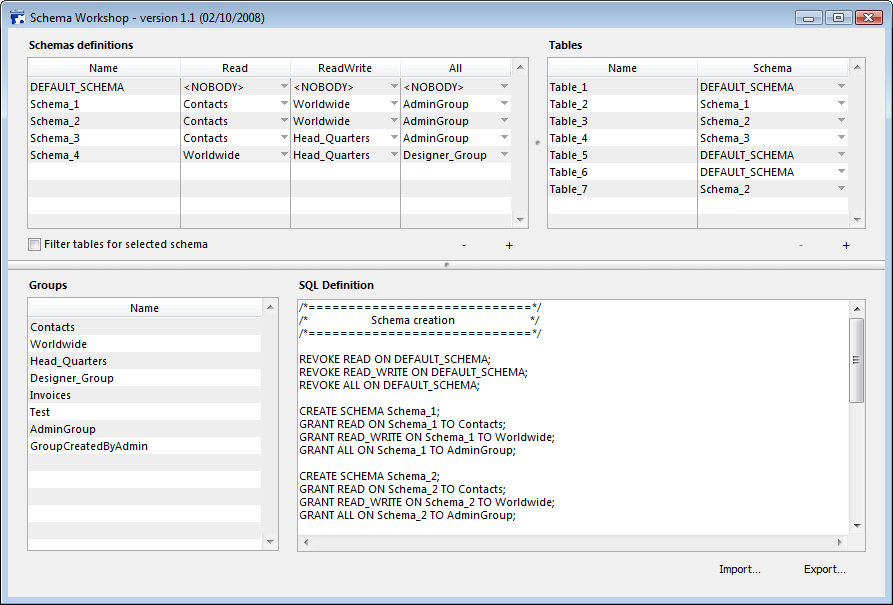 Schema Workshop - version 1.1 (02/10/2008)
Schemas definitions
Name Read ReadWrite All
DEFAULT_SCHEMA <NOBODY> <NOBODY> <NOBODY>
Schema_1 Contacts Worldwide AdminGroup
Schema_2 Contacts Worldwide AdminGroup
Schema_3 Contacts Head_Quarters AdminGroup
Schema_4 Worldwide Head_Quarters Designer_Group
Filter tables for selected schema - +
Tables
Name Schema
Table_1 DEFAULT_SCHEMA
Table_2 Schema_1
Table_3 Schema_2
Table_4 Schema_3
Table_5 DEFAULT_SCHEMA
Table_6 DEFAULT_SCHEMA
Table_7 Schema_2
- +
Groups
Name
Contacts
Worldwide
Head_Quarters
Designer_Group
Invoices
Test
AdminGroup
GroupCreatedByAdmin
SQL Definition
/*============================*/
/* Schema creation */
/*============================*/
REVOKE READ ON DEFAULT_SCHEMA;
REVOKE READ_WRITE ON DEFAULT_SCHEMA;
REVOKE ALL ON DEFAULT_SCHEMA;
CREATE SCHEMA Schema_1;
GRANT READ ON Schema_1 TO Contacts;
GRANT READ_WRITE ON Schema_1 TO Worldwide;
GRANT ALL ON Schema_1 TO AdminGroup;
CREATE SCHEMA Schema_2;
GRANT READ ON Schema_2 TO Contacts;
GRANT READ_WRITE ON Schema_2 TO Worldwide;
GRANT ALL ON Schema_2 TO AdminGroup;
Import... Export...